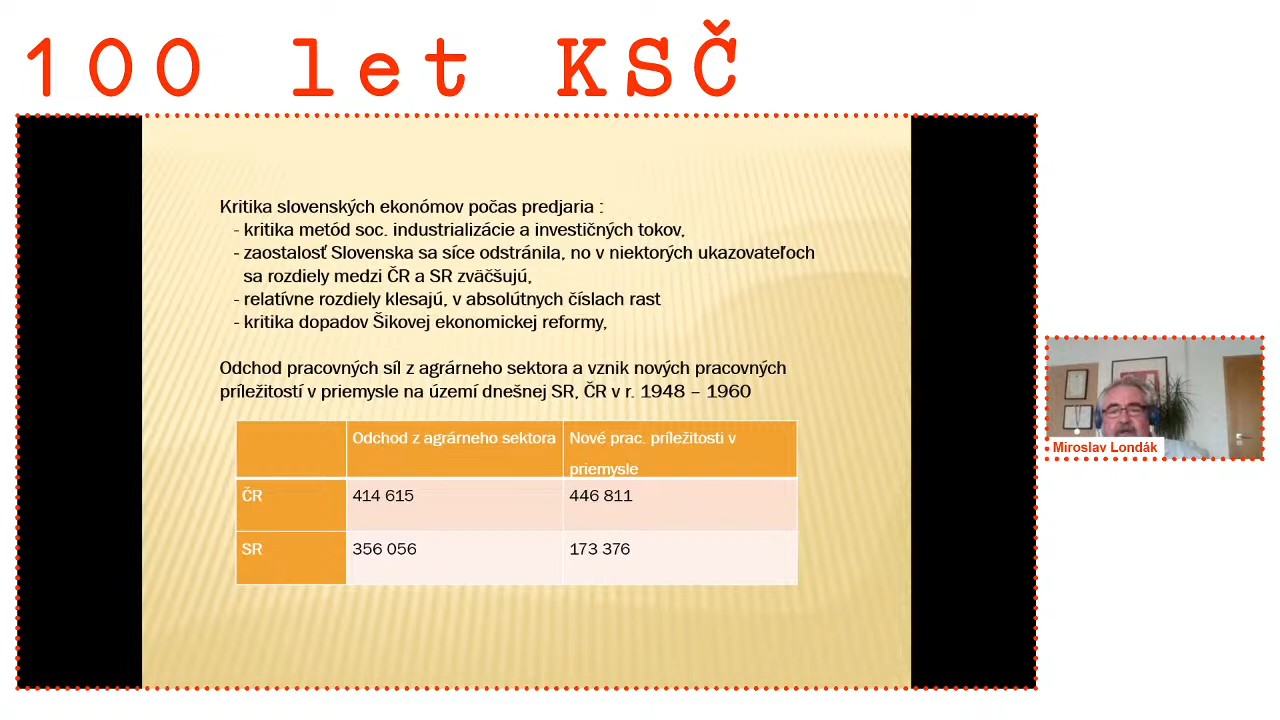 100 let KSČ
Kritika slovenských ekonómov počas predjaria :
- kritika metód soc. industrializácie a investičných tokov,
- zaostalosť Slovenska sa síce odstránila, no v niektorých ukazovateľoch
sa rozdiely medzi ČR a SR zväčšujú,
- relatívne rozdiely klesajú, v absolútnych číslach rast
- kritika dopadov Šikovej ekonomickej reformy,
Odchod pracovných síl z agrárneho sektora a vznik nových pracovných
príležitostí v priemysle na území dnešnej SR, ČR v r. 1948 – 1960
Odchod z agrárneho sektora Nové prac. príležitosti v
priemysle
ČR 414 615 446 811
SR 356 056 173 376
Miroslav Londák